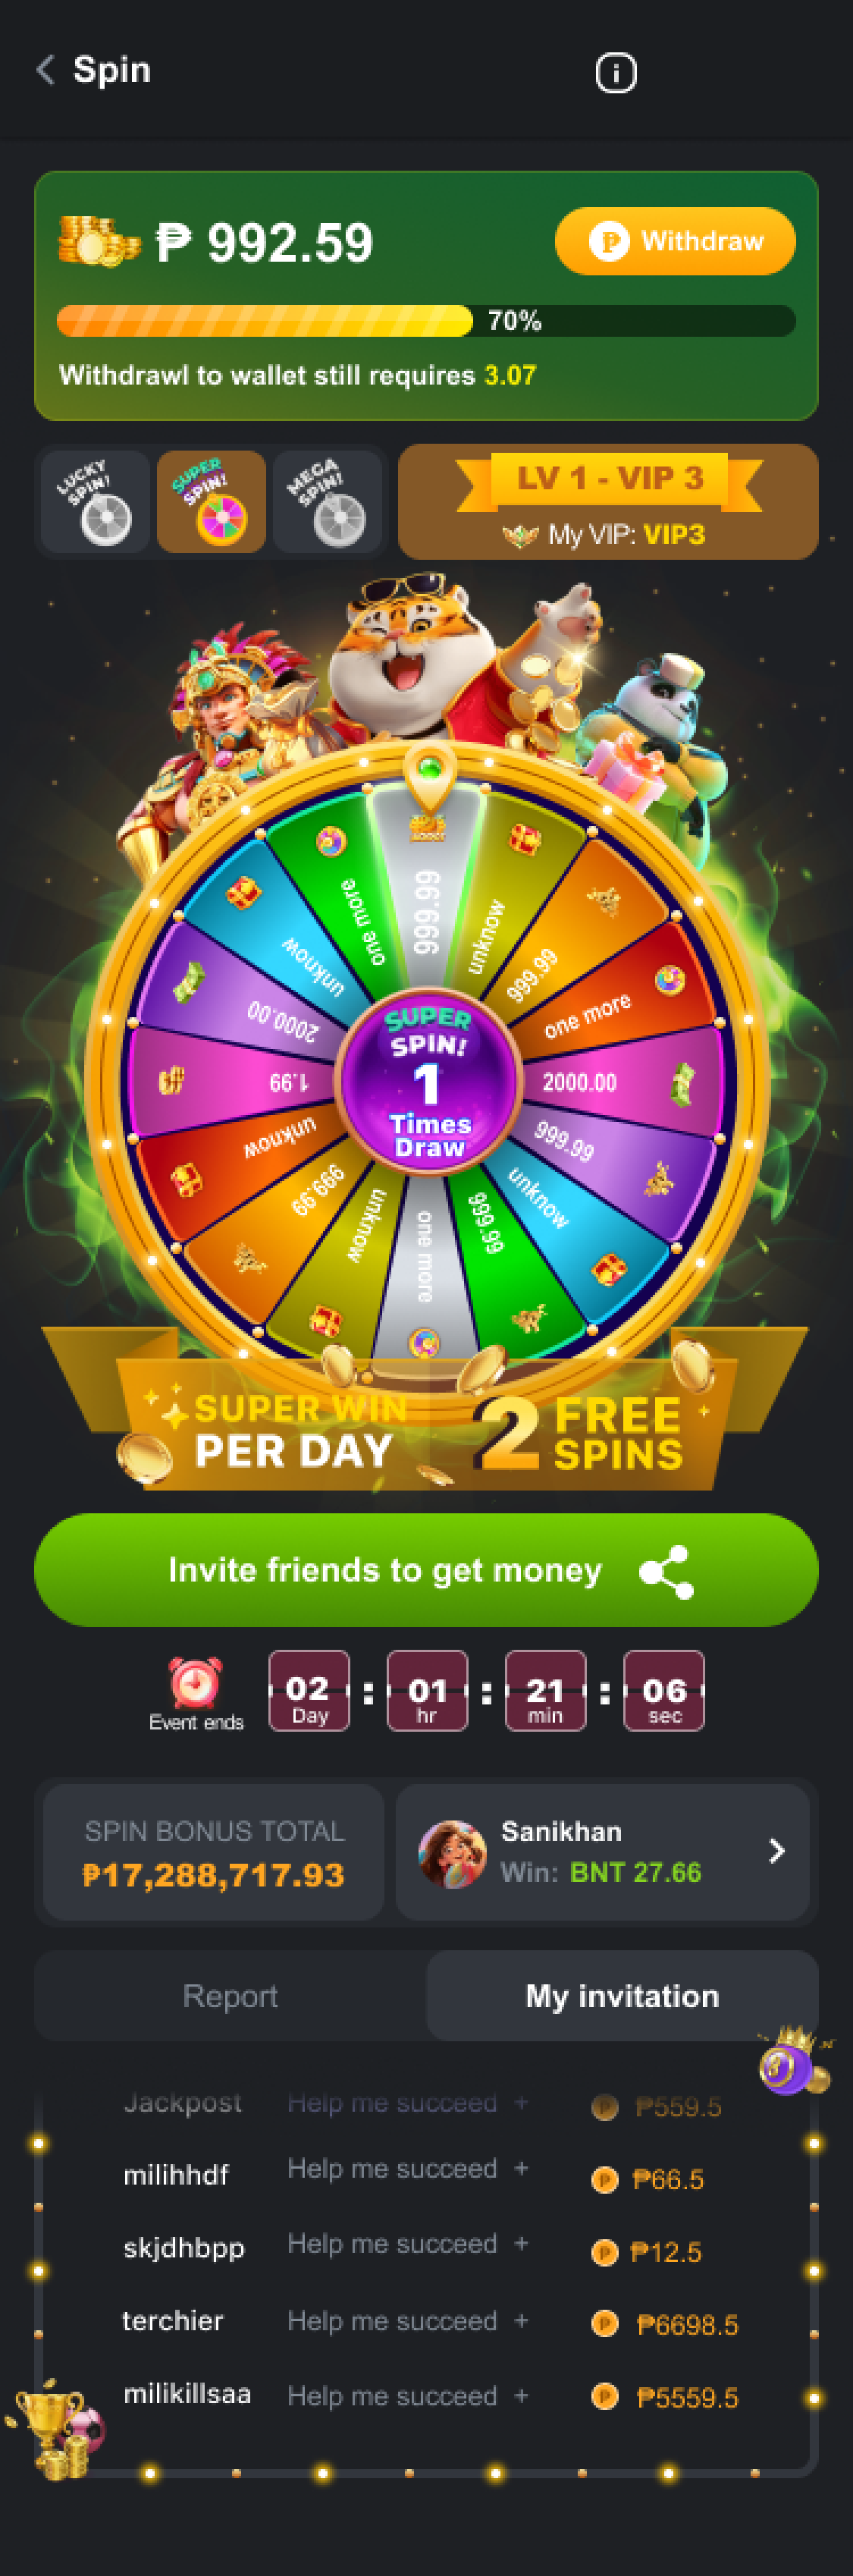 Spin
₱ 992.59
Withdraw
70%
Withdrawl to wallet still requires 3.07
LUCKY SPIN!
SUPER SPIN!
MEGA SPIN!
LV 1 - VIP 3
My VIP: VIP3
999.99
unknow
999.99
one more
2000.00
999.99
unknow
999.99
one more
unknow
999.99
unknow
1.99
2000.00
unknow
one more
SUPER
SPIN!
1
Times
Draw
SUPER WIN
PER DAY
2 FREE
SPINS
Invite friends to get money
Event ends
02 : 01 : 21 : 06
Day hr min sec
SPIN BONUS TOTAL
₱17,288,717.93
Sanikhan
Win: BNT 27.66
Report
My invitation
Jackpost Help me succeed + ₱559.5
milihhdf Help me succeed + ₱66.5
skjdhbpp Help me succeed + ₱12.5
terchier Help me succeed + ₱6698.5
milikillsaa Help me succeed + ₱5559.5